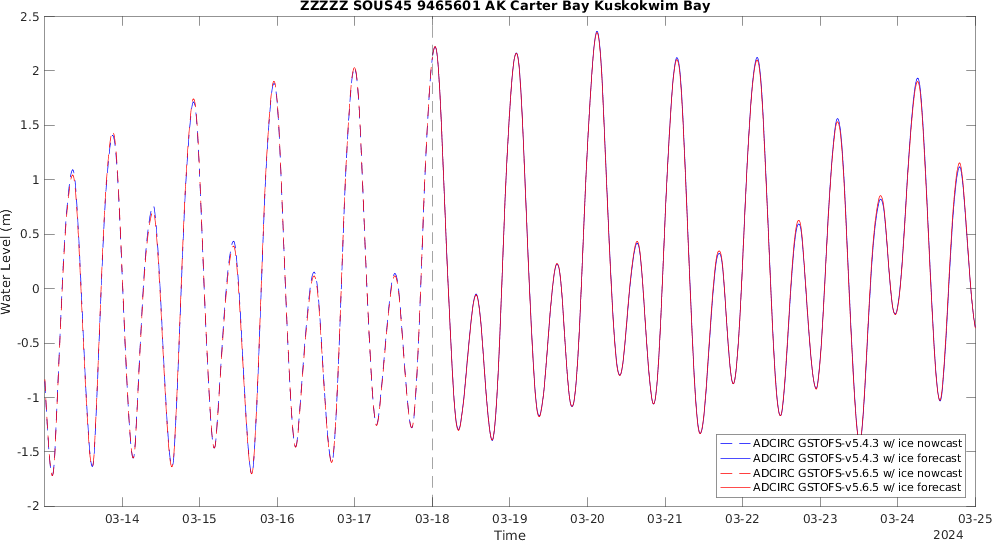 ZZZZZ SOUS45 9465601 AK Carter Bay Kuskokwim Bay
2.5
2
1.5
1
0.5
0
-0.5
-1
-1.5
-2
Water Level (m)
03-14 03-15 03-16 03-17 03-18 03-19 03-20 03-21 03-22 03-23 03-24 03-25
Time
2024
ADCIRC GSTOFS-v5.4.3 w/ ice nowcast
ADCIRC GSTOFS-v5.4.3 w/ ice forecast
ADCIRC GSTOFS-v5.6.5 w/ ice nowcast
ADCIRC GSTOFS-v5.6.5 w/ ice forecast